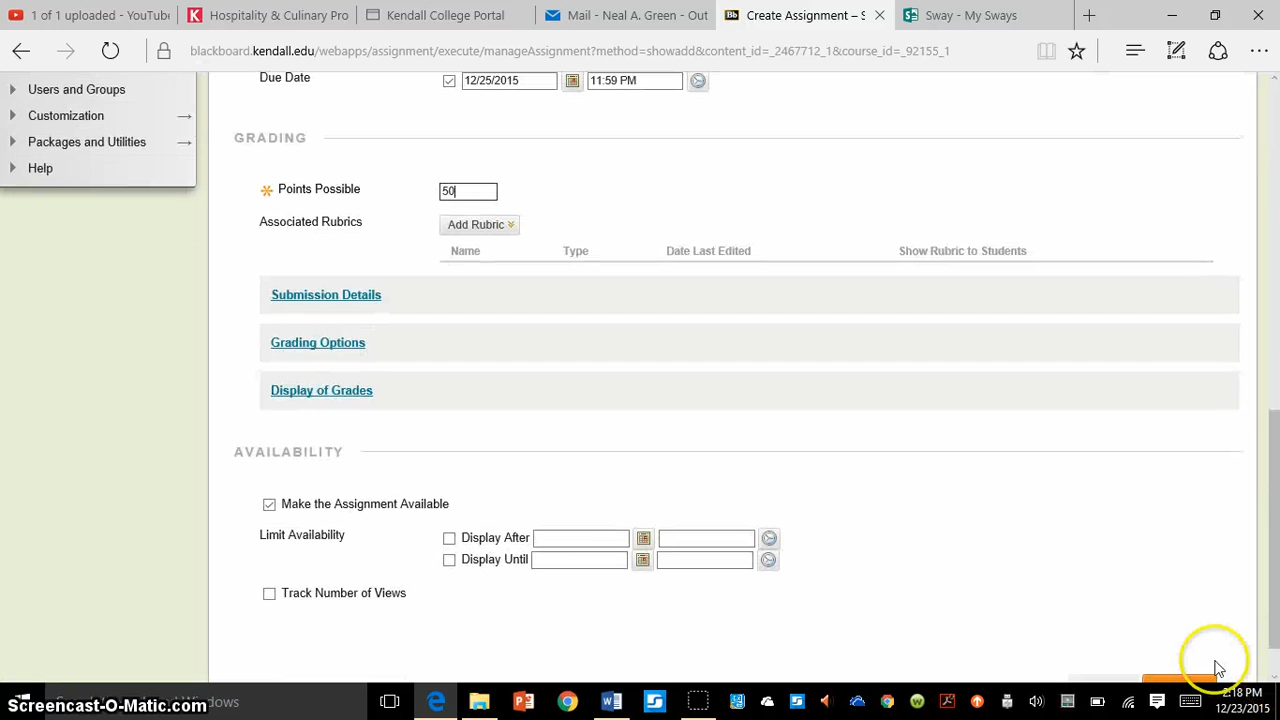 1 of 1 uploaded - YouTube
Hospitality & Culinary Pro
Kendall College Portal
Mail - Neal A. Green - Out
Create Assignment – S
Sway - My Sways
blackboard.kendall.edu/webapps/assignment/execute/manageAssignment?method=showadd&content_id=_2467712_1&course_id=_92155_1
Users and Groups
Customization
Packages and Utilities
Help
Due Date 12/25/2015 11:59 PM
GRADING
Points Possible 50
Associated Rubrics Add Rubric
Name Type Date Last Edited Show Rubric to Students
Submission Details
Grading Options
Display of Grades
AVAILABILITY
Make the Assignment Available
Limit Availability Display After
Display Until
Track Number of Views
Windows
Screencast-O-Matic.com
2:18 PM
12/23/2015